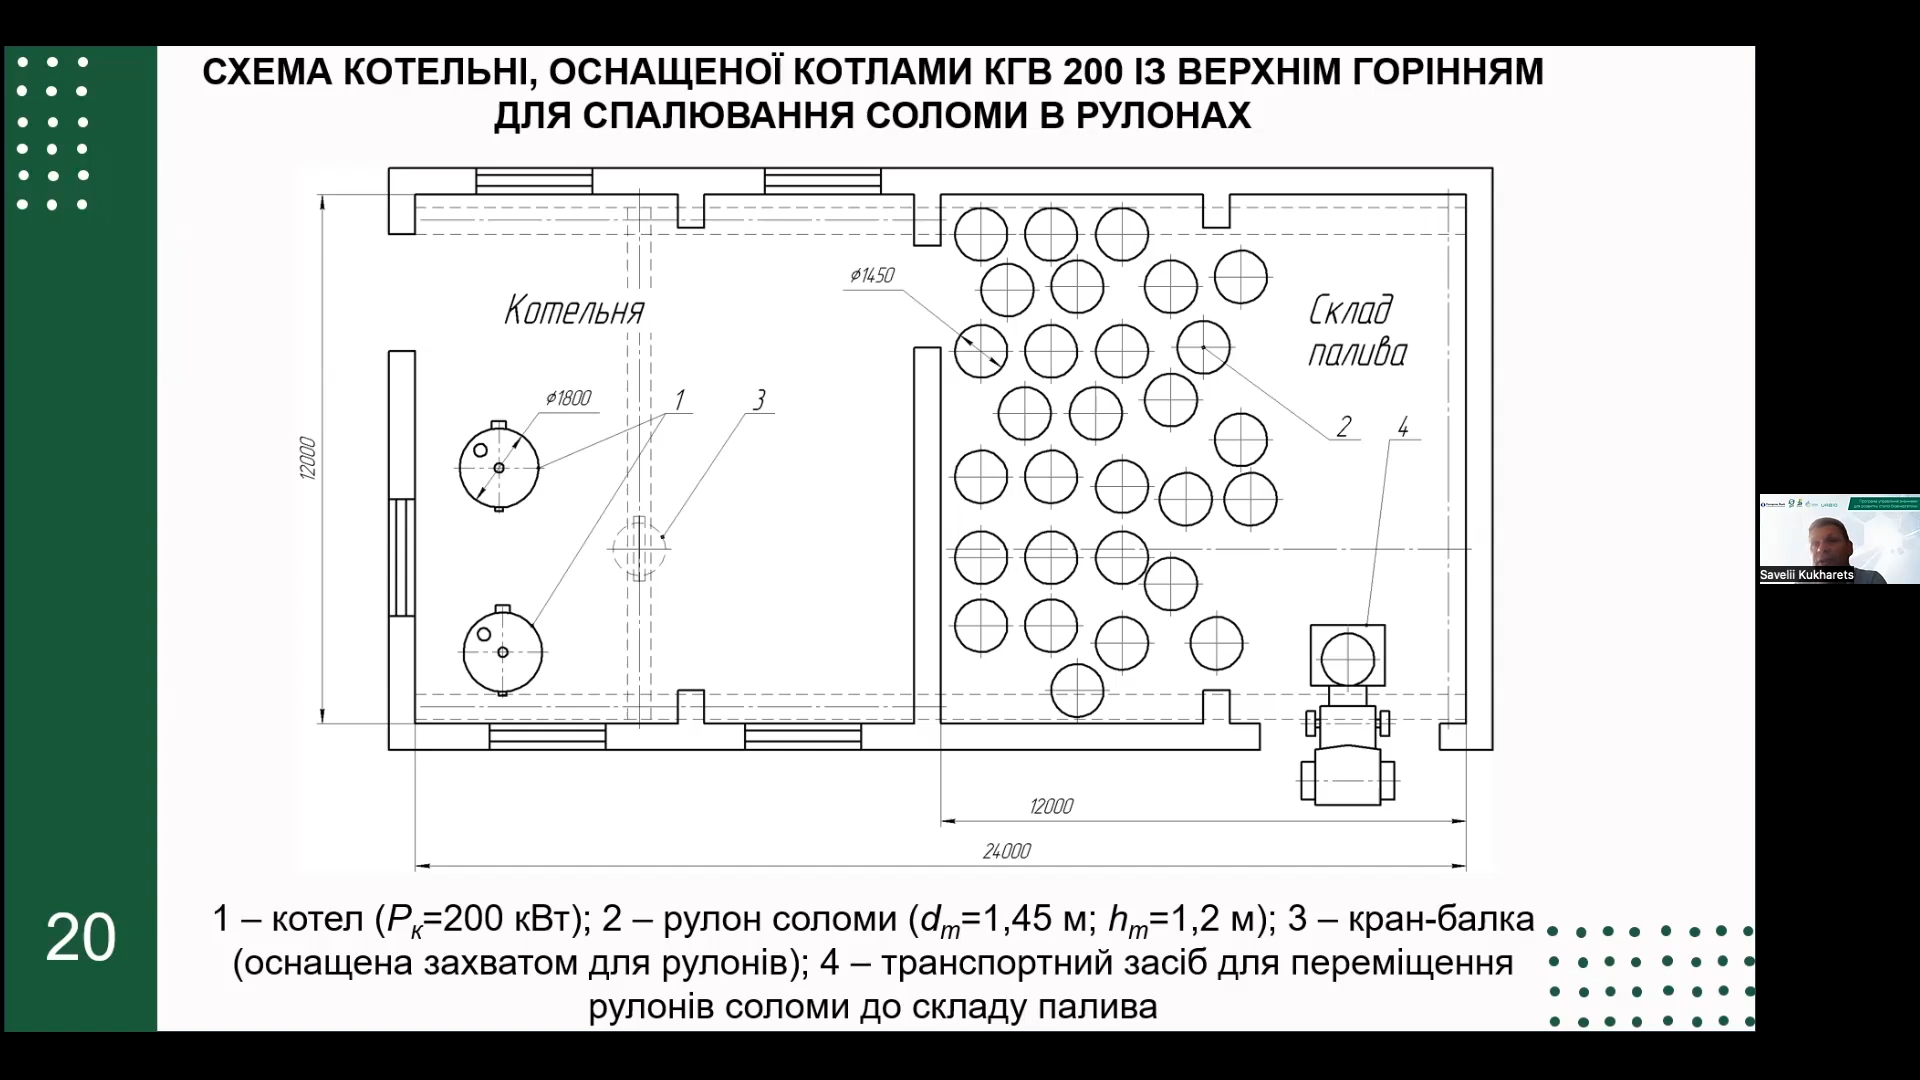 СХЕМА КОТЕЛЬНІ, ОСНАЩЕНОЇ КОТЛАМИ КГВ 200 ІЗ ВЕРХНІМ ГОРІННЯМ
ДЛЯ СПАЛЮВАННЯ СОЛОМИ В РУЛОНАХ
⌀1450
Котельня
Склад
палива
⌀1800
1
3
2
4
12000
12000
24000
1 – котел (Pк=200 кВт); 2 – рулон соломи (dm=1,45 м; hm=1,2 м); 3 – кран-балка
(оснащена захватом для рулонів); 4 – транспортний засіб для переміщення
рулонів соломи до складу палива
20
Savelii Kukharets